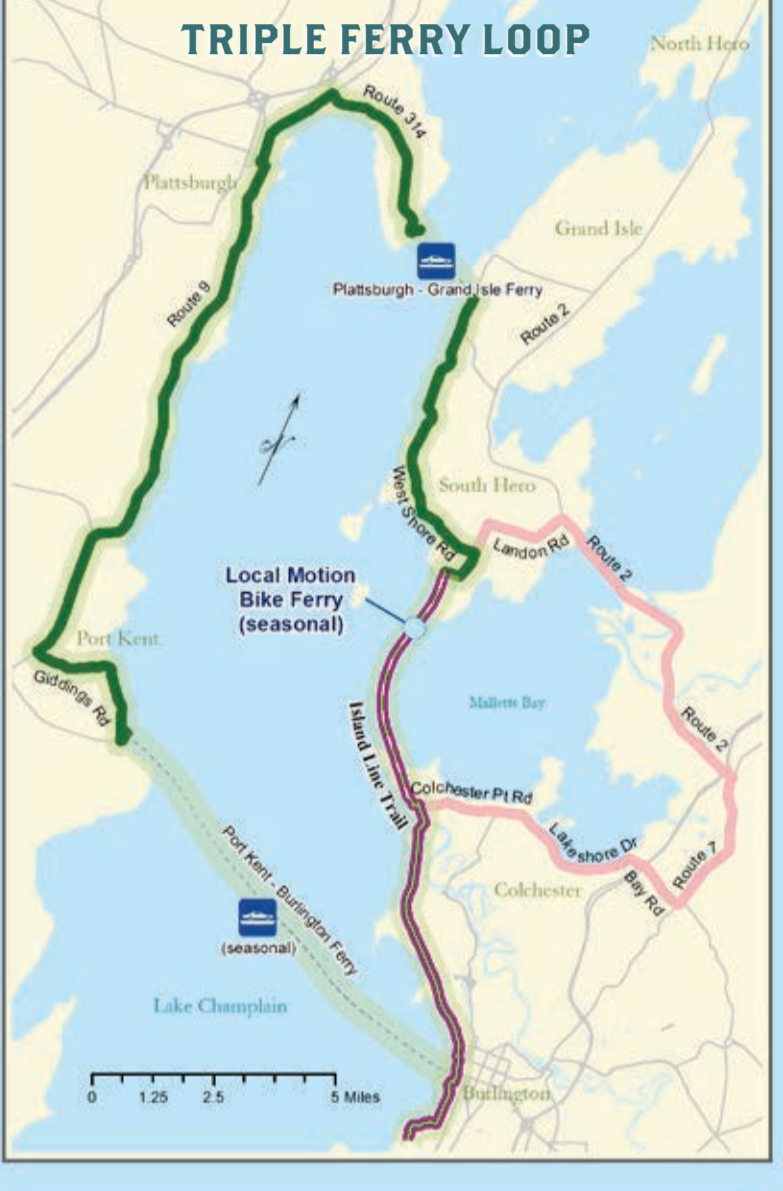 TRIPLE FERRY LOOP
North Hero
Route 314
Plattsburgh
Grand Isle
Plattsburgh - Grand Isle Ferry
Route 9
Route 2
West Shore Rd
South Hero
Landon Rd
Route 2
Local Motion
Bike Ferry
(seasonal)
Port Kent
Giddings Rd
Malletts Bay
Route 2
Island Line Trail
Colchester Pt Rd
Lakeshore Dr
Route 7
Bay Rd
Colchester
Port Kent - Burlington Ferry
(seasonal)
Lake Champlain
0 1.25 2.5 5 Miles
Burlington